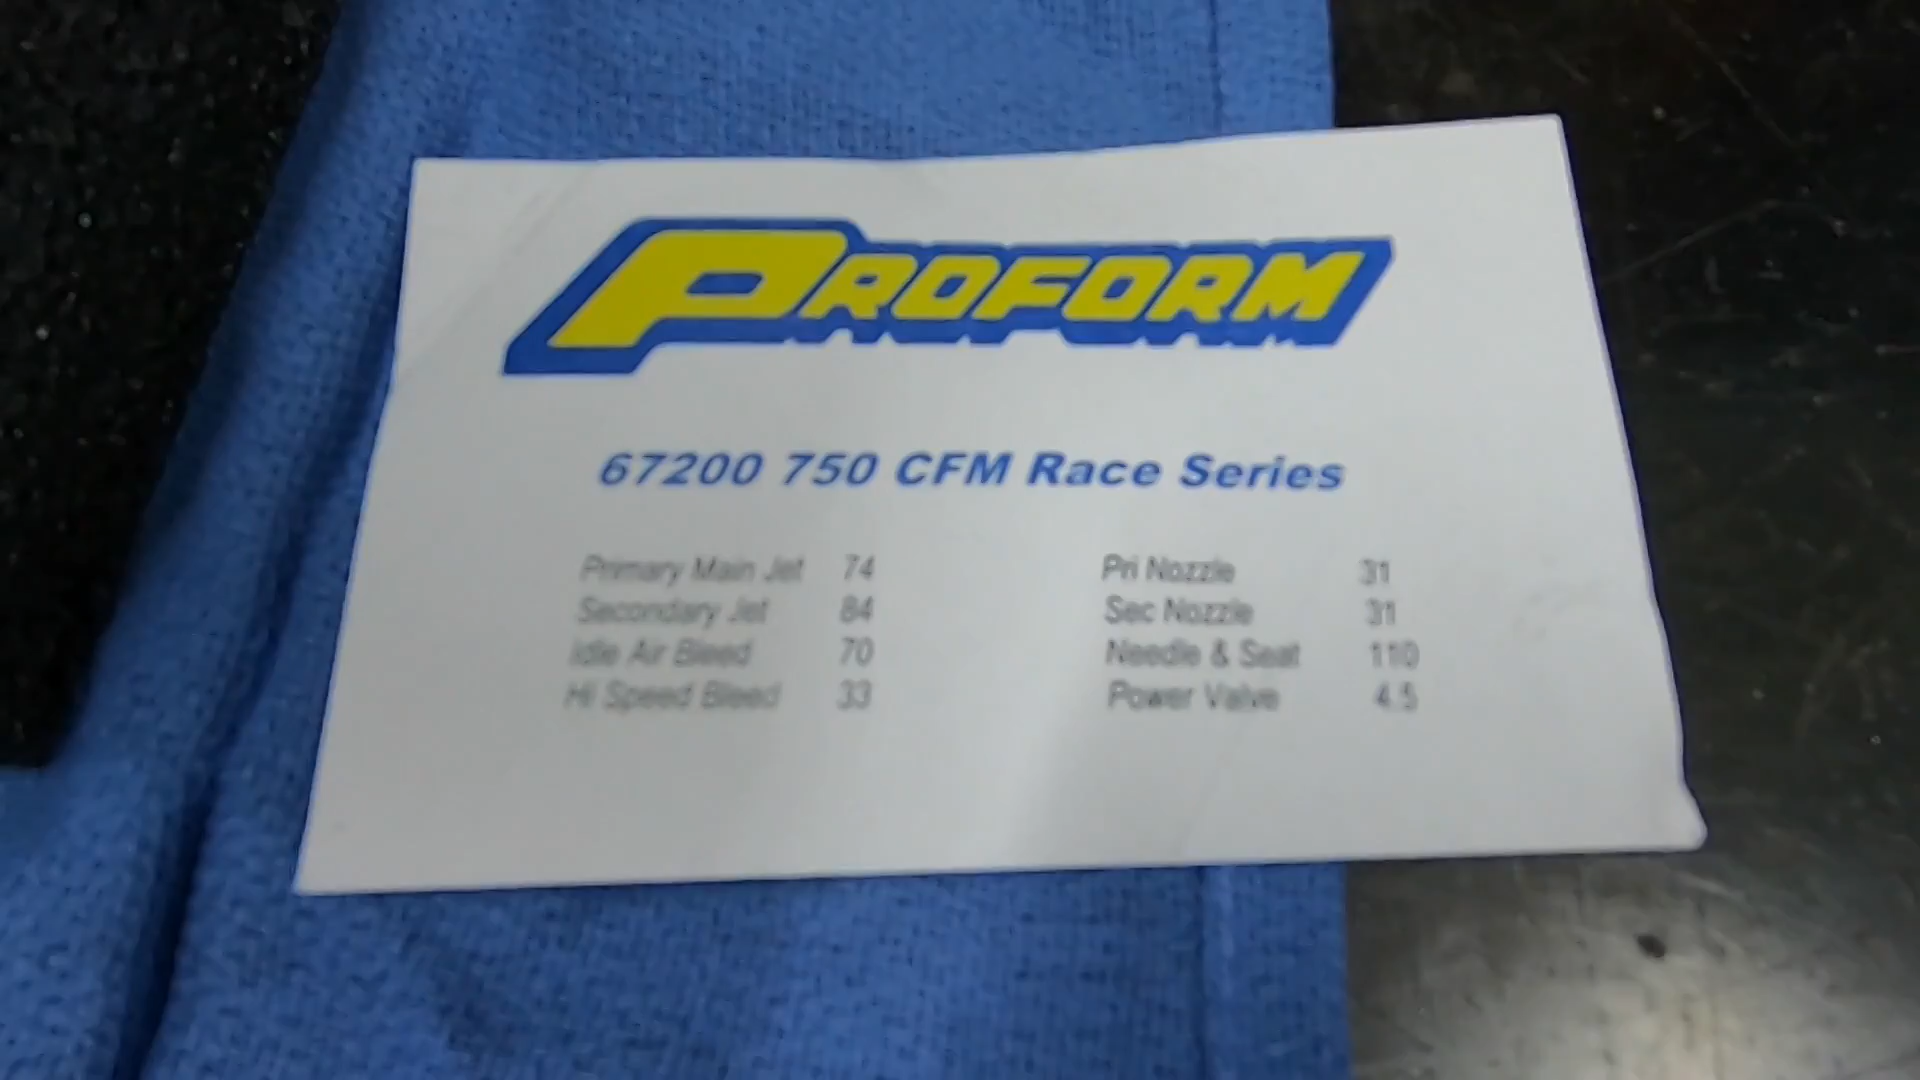 PROFORM
67200 750 CFM Race Series
Primary Main Jet 74 Pri Nozzle 31
Secondary Jet 84 Sec Nozzle 31
Idle Air Bleed 70 Needle & Seat 110
Hi Speed Bleed 33 Power Valve 4.5